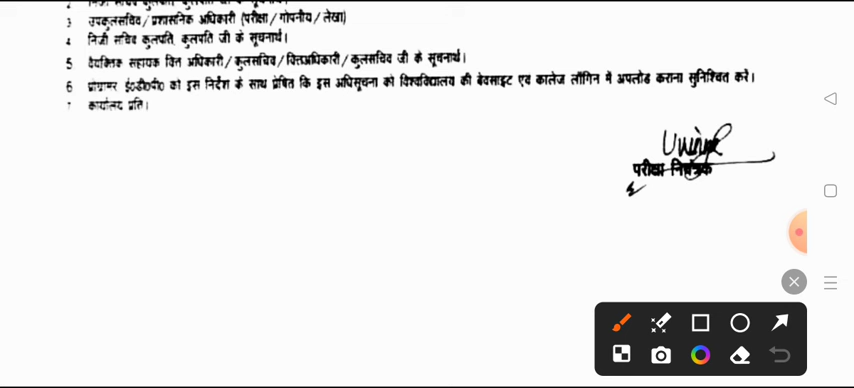 3 उपकुलसचिव/प्रशासनिक अधिकारी (परीक्षा/गोपनीय/लेखा)
4 निजी सचिव कुलपति, कुलपति जी के सूचनार्थ।
5 वैयक्तिक सहायक वित्त अधिकारी/कुलसचिव/वित्तअधिकारी/कुलसचिव जी के सूचनार्थ।
6 प्रोग्रामर ई०डी०पी० को इस निर्देश के साथ प्रेषित कि इस अधिसूचना को विश्वविद्यालय की बेवसाइट एवं कालेज लॉगिन में अपलोड कराना सुनिश्चित करें।
7 कार्यालय प्रति।
परीक्षा नियंत्रक